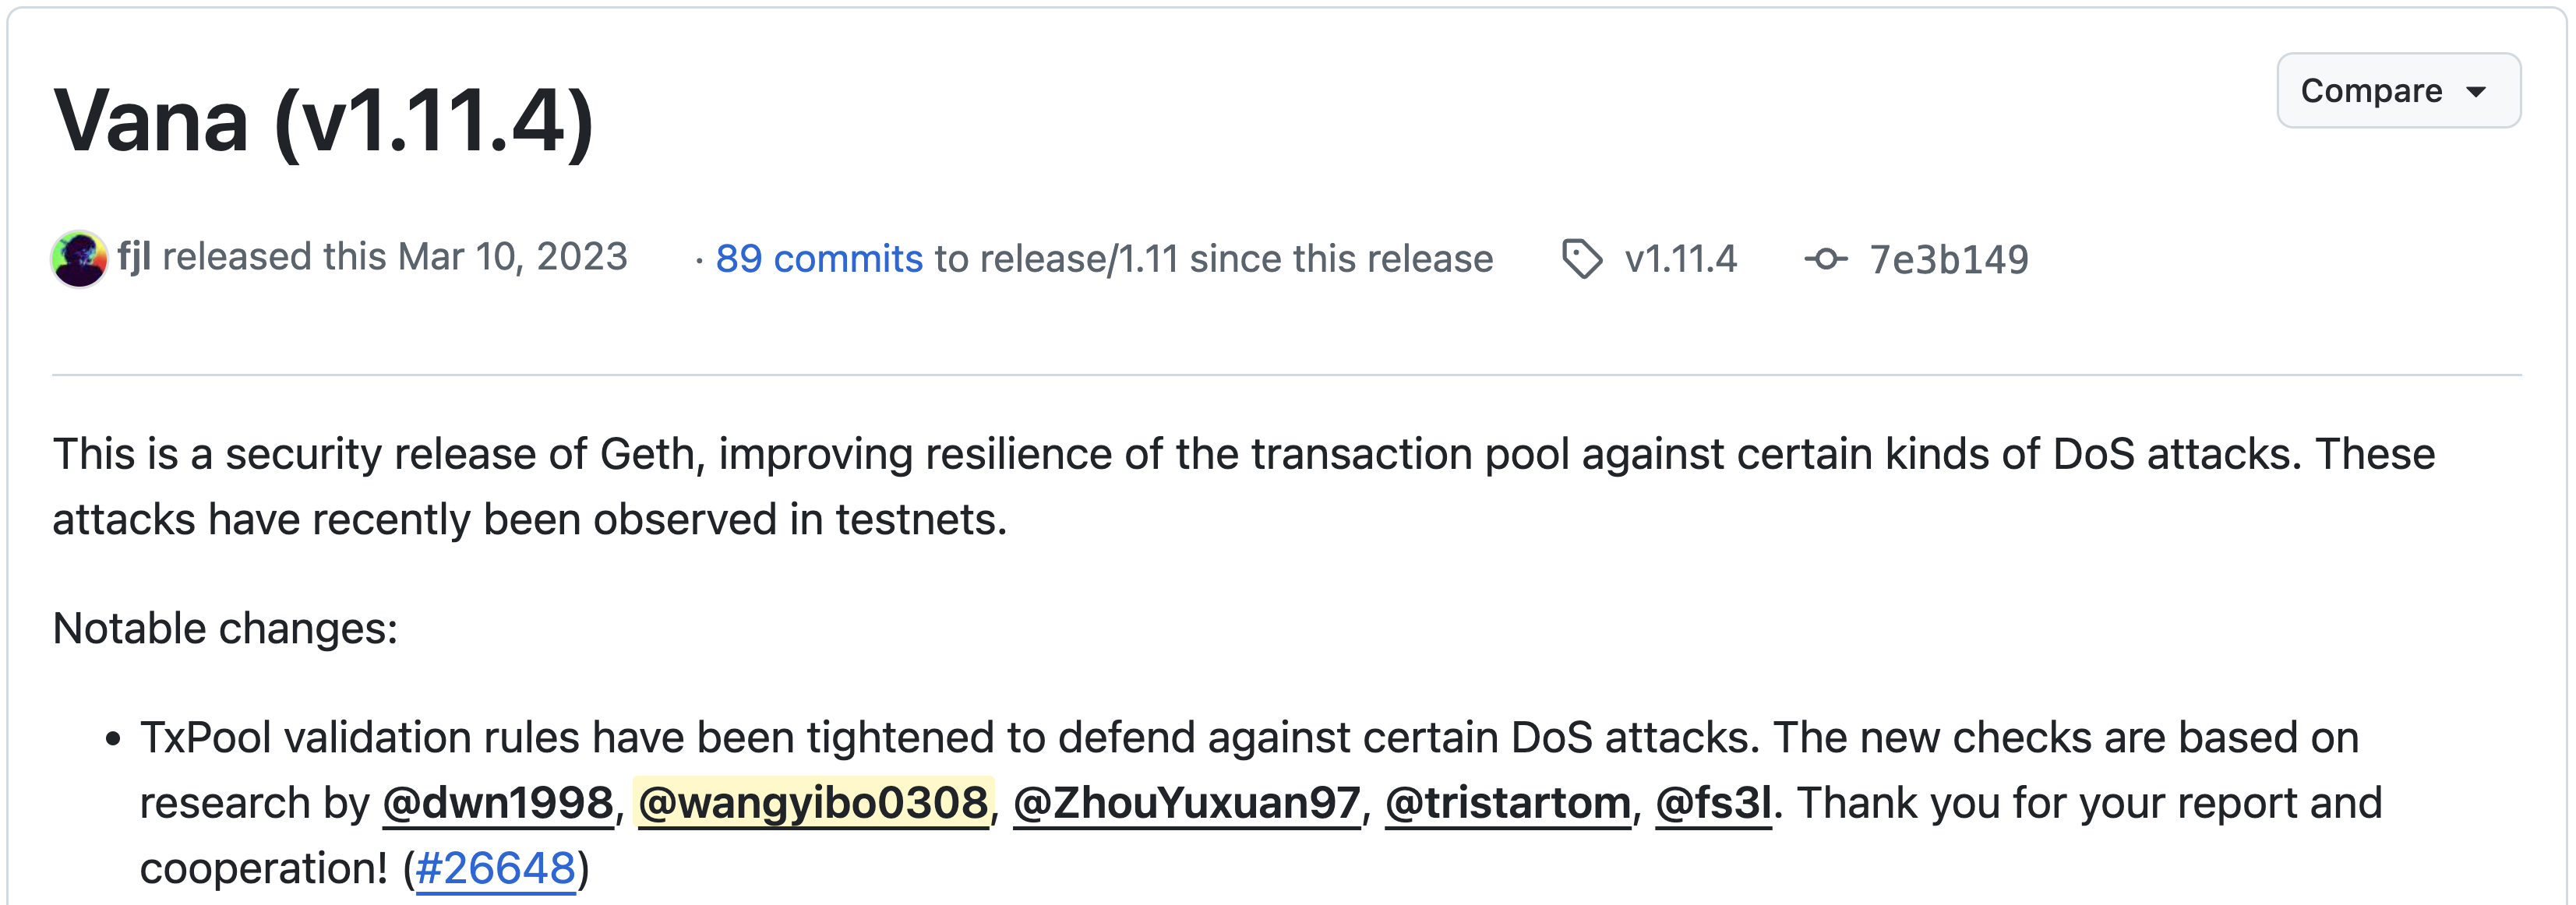 Vana (v1.11.4)
Compare
fjl released this Mar 10, 2023 · 89 commits to release/1.11 since this release v1.11.4 7e3b149
This is a security release of Geth, improving resilience of the transaction pool against certain kinds of DoS attacks. These
attacks have recently been observed in testnets.
Notable changes:
• TxPool validation rules have been tightened to defend against certain DoS attacks. The new checks are based on
research by @dwn1998, @wangyibo0308, @ZhouYuxuan97, @tristartom, @fs3l. Thank you for your report and
cooperation! (#26648)